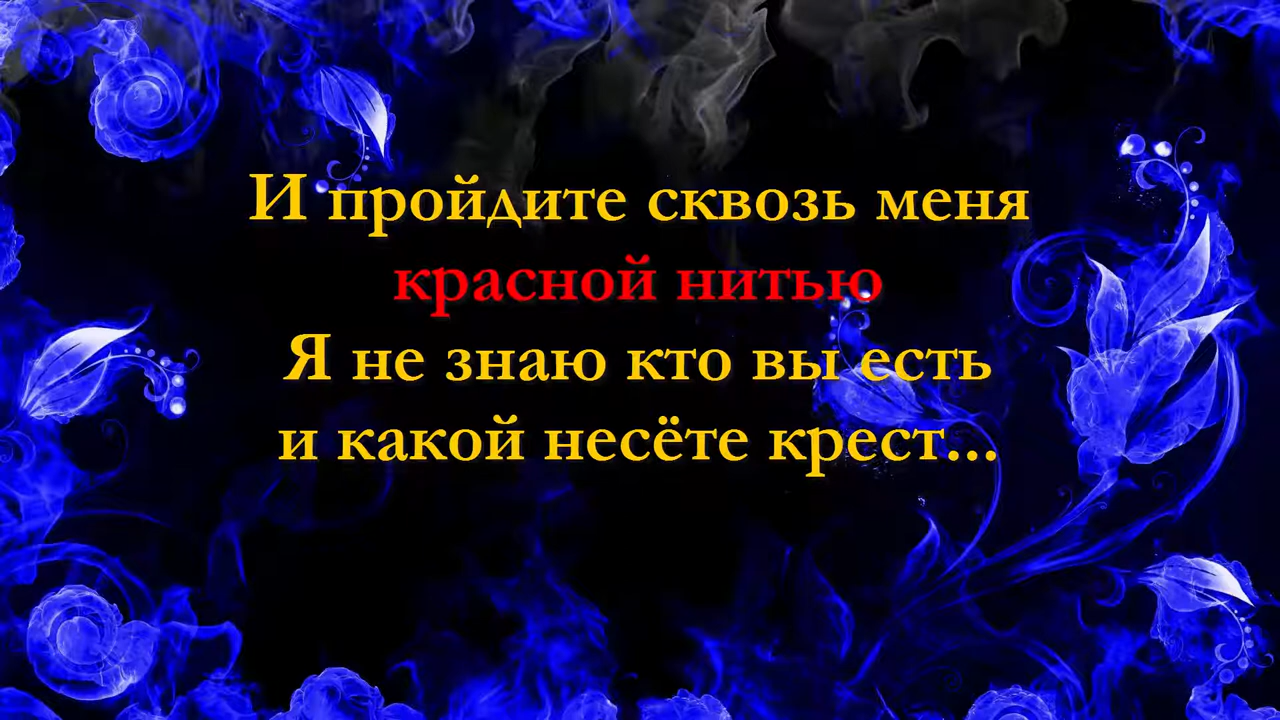 И пройдите сквозь меня
красной нитью
Я не знаю кто вы есть
и какой несёте крест...